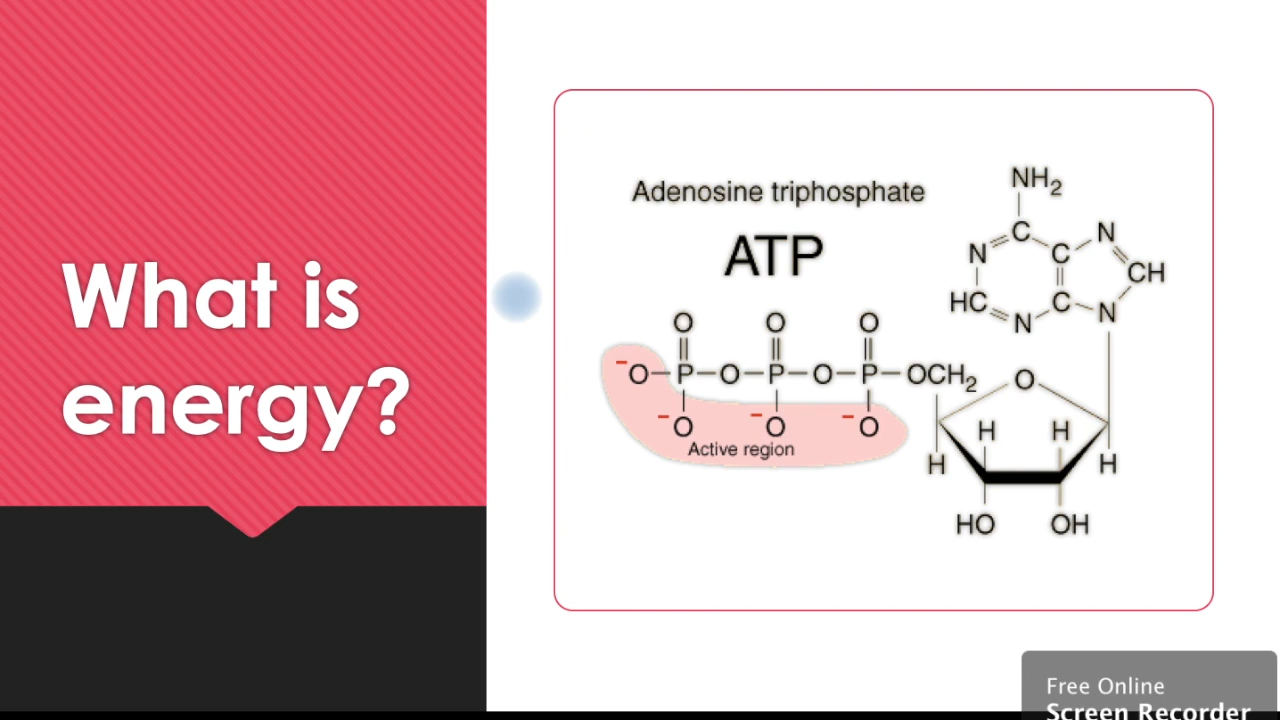 What is
energy?
Adenosine triphosphate
ATP
NH2
N
C
N
C
CH
HC
N
C
N
O
O
O
-O-P-O-P-O-P-OCH2
O
-O
-O
-O
Active region
H
H
H
H
HO
OH
Free Online
Screen Recorder